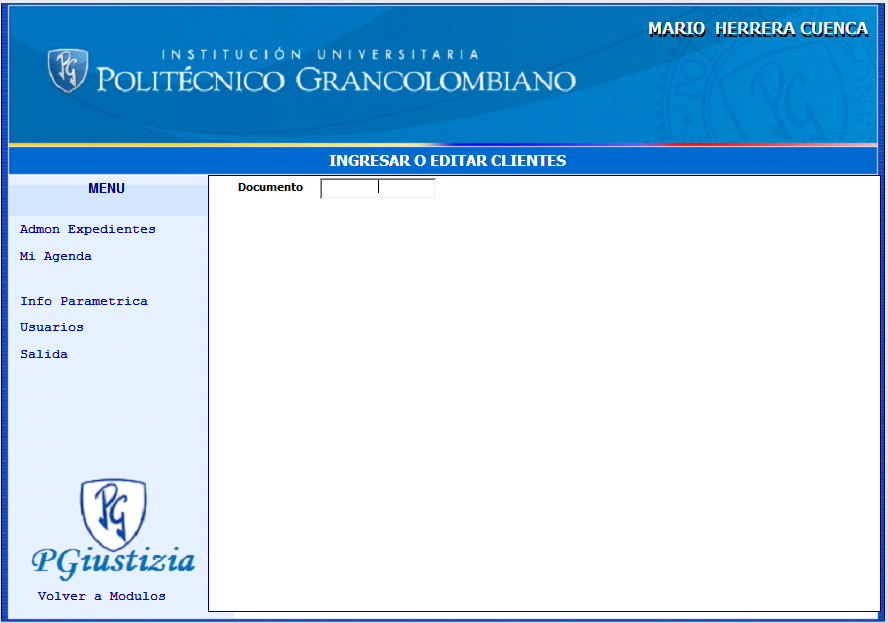 MARIO HERRERA CUENCA
INSTITUCIÓN UNIVERSITARIA
PG POLITÉCNICO GRANCOLOMBIANO
INGRESAR O EDITAR CLIENTES
MENU
Documento
Admon Expedientes
Mi Agenda
Info Parametrica
Usuarios
Salida
PG
PGiustizia
Volver a Modulos